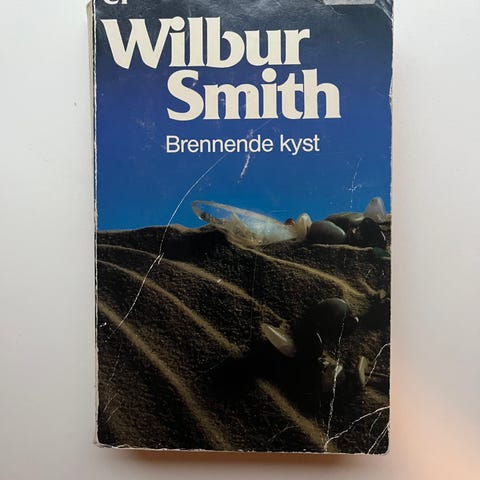 Wilbur
Smith
Brennende kyst